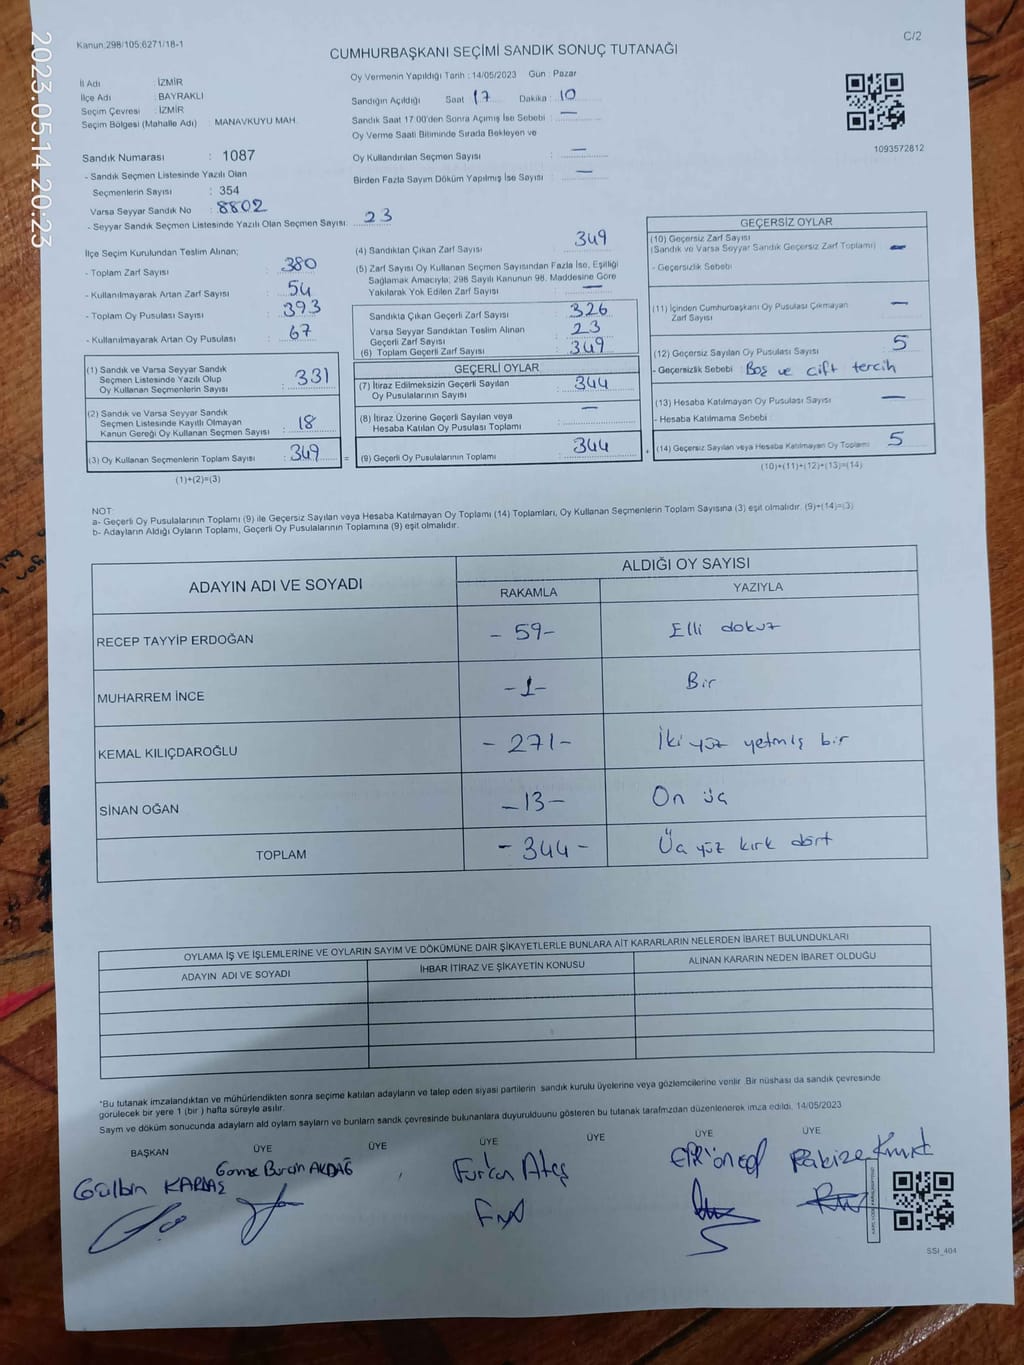 2023.05.14 20:23
Kanun:298/105;6271/18-1
C/2
CUMHURBAŞKANI SEÇİMİ SANDIK SONUÇ TUTANAĞI
İl Adı : İZMİR
İlçe Adı : BAYRAKLI
Seçim Çevresi : İZMİR
Seçim Bölgesi (Mahalle Adı) MANAVKUYU MAH.
Sandık Numarası : 1087
- Sandık Seçmen Listesinde Yazılı Olan
Seçmenlerin Sayısı : 354
Varsa Seyyar Sandık No : 8802
- Seyyar Sandık Seçmen Listesinde Yazılı Olan Seçmen Sayısı: 23
Oy Vermenin Yapıldığı Tarih : 14/05/2023 Gün : Pazar
Sandığın Açıldığı Saat 17 Dakika : 10
Sandık Saat 17:00'den Sonra Açımış İse Sebebi : —
Oy Verme Saati Bitiminde Sırada Bekleyen ve
Oy Kullandırılan Seçmen Sayısı : —
Birden Fazla Sayım Döküm Yapılmış İse Sayısı : —
1093572812
İlçe Seçim Kurulundan Teslim Alınan;
- Toplam Zarf Sayısı : 380
- Kullanılmayarak Artan Zarf Sayısı : 54
- Toplam Oy Pusulası Sayısı : 393
- Kullanılmayarak Artan Oy Pusulası : 67
(1) Sandık ve Varsa Seyyar Sandık
Seçmen Listesinde Yazılı Olup
Oy Kullanan Seçmenlerin Sayısı : 331
(2) Sandık ve Varsa Seyyar Sandık
Seçmen Listesinde Kayıtlı Olmayan
Kanun Gereği Oy Kullanan Seçmen Sayısı : 18
(3) Oy Kullanan Seçmenlerin Toplam Sayısı : 349
(1)+(2)=(3)
(4) Sandıktan Çıkan Zarf Sayısı : 349
(5) Zarf Sayısı Oy Kullanan Seçmen Sayısından Fazla İse, Eşitliği
Sağlamak Amacıyla; 298 Sayılı Kanunun 98. Maddesine Göre
Yakılarak Yok Edilen Zarf Sayısı : —
Sandıkta Çıkan Geçerli Zarf Sayısı : 326
Varsa Seyyar Sandıktan Teslim Alınan
Geçerli Zarf Sayısı : 23
(6) Toplam Geçerli Zarf Sayısı : 349
GEÇERLİ OYLAR
(7) İtiraz Edilmeksizin Geçerli Sayılan
Oy Pusulalarının Sayısı : 344
(8) İtiraz Üzerine Geçerli Sayılan veya
Hesaba Katılan Oy Pusulası Toplamı : —
= (9) Geçerli Oy Pusulalarının Toplamı : 344
GEÇERSİZ OYLAR
(10) Geçersiz Zarf Sayısı
(Sandık ve Varsa Seyyar Sandık Geçersiz Zarf Toplamı) : —
- Geçersizlik Sebebi
(11) İçinden Cumhurbaşkanı Oy Pusulası Çıkmayan
Zarf Sayısı : —
(12) Geçersiz Sayılan Oy Pusulası Sayısı : 5
- Geçersizlik Sebebi : Boş ve çift tercih
(13) Hesaba Katılmayan Oy Pusulası Sayısı : —
- Hesaba Katılmama Sebebi :
+ (14) Geçersiz Sayılan veya Hesaba Katılmayan Oy Toplamı : 5
(10)+(11)+(12)+(13)=(14)
NOT:
a- Geçerli Oy Pusulalarının Toplamı (9) ile Geçersiz Sayılan veya Hesaba Katılmayan Oy Toplamı (14) Toplamları, Oy Kullanan Seçmenlerin Toplam Sayısına (3) eşit olmalıdır. (9)+(14)=(3)
b- Adayların Aldığı Oyların Toplamı, Geçerli Oy Pusulalarının Toplamına (9) eşit olmalıdır.
ADAYIN ADI VE SOYADI ALDIĞI OY SAYISI
RAKAMLA YAZIYLA
RECEP TAYYİP ERDOĞAN -59- Elli dokuz
MUHARREM İNCE -1- Bir
KEMAL KILIÇDAROĞLU -271- İki yüz yetmiş bir
SİNAN OĞAN -13- On üç
TOPLAM -344- Üç yüz kırk dört
OYLAMA İŞ VE İŞLEMLERİNE VE OYLARIN SAYIM VE DÖKÜMÜNE DAİR ŞİKAYETLERLE BUNLARA AİT KARARLARIN NELERDEN İBARET BULUNDUKLARI
ADAYIN ADI VE SOYADI İHBAR İTİRAZ VE ŞİKAYETİN KONUSU ALINAN KARARIN NEDEN İBARET OLDUĞU
*Bu tutanak imzalandıktan ve mühürlendikten sonra seçime katılan adayların ve talep eden siyasi partilerin sandık kurulu üyelerine veya gözlemcilerine verilir. Bir nüshası da sandık çevresinde
görülecek bir yere 1 (bir) hafta süreyle asılır.
Sayım ve döküm sonucunda adayların ald oyların sayıları ve bunların sandık çevresinde bulunanlara duyurulduunu gösteren bu tutanak tarafmızdan düzenlenerek imza edildi. 14/05/2023
BAŞKAN ÜYE ÜYE ÜYE ÜYE ÜYE ÜYE
Gülbin Burçin AKDAĞ Furkan Ateş Rakize
SSI_404